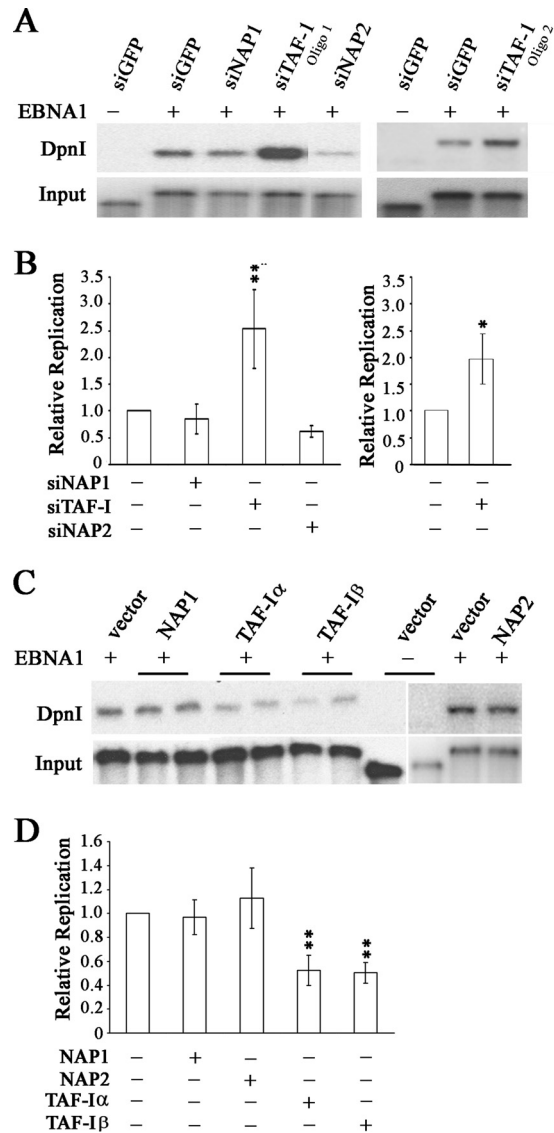 A
siGFP siGFP siNAP1 siTAF-1 Oligo 1 siNAP2 siGFP siGFP siTAF-1 Oligo 2
EBNA1 – + + + + – + +
DpnI
Input
B
Relative Replication
3.5
3.0
2.5
2.0
1.5
1.0
0.5
0
**
Relative Replication
3.5
3.0
2.5
2.0
1.5
1.0
0.5
0
*
siNAP1 – + – – – –
siTAF-I – – + – – +
siNAP2 – – – + – –
C
vector NAP1 TAF-Iα TAF-Iβ vector vector NAP2
EBNA1 + + + + – + +
DpnI
Input
D
Relative Replication
1.6
1.4
1.2
1.0
0.8
0.6
0.4
0.2
0
** **
NAP1 – + – – –
NAP2 – – + – –
TAF-Iα – – – + –
TAF-Iβ – – – – +